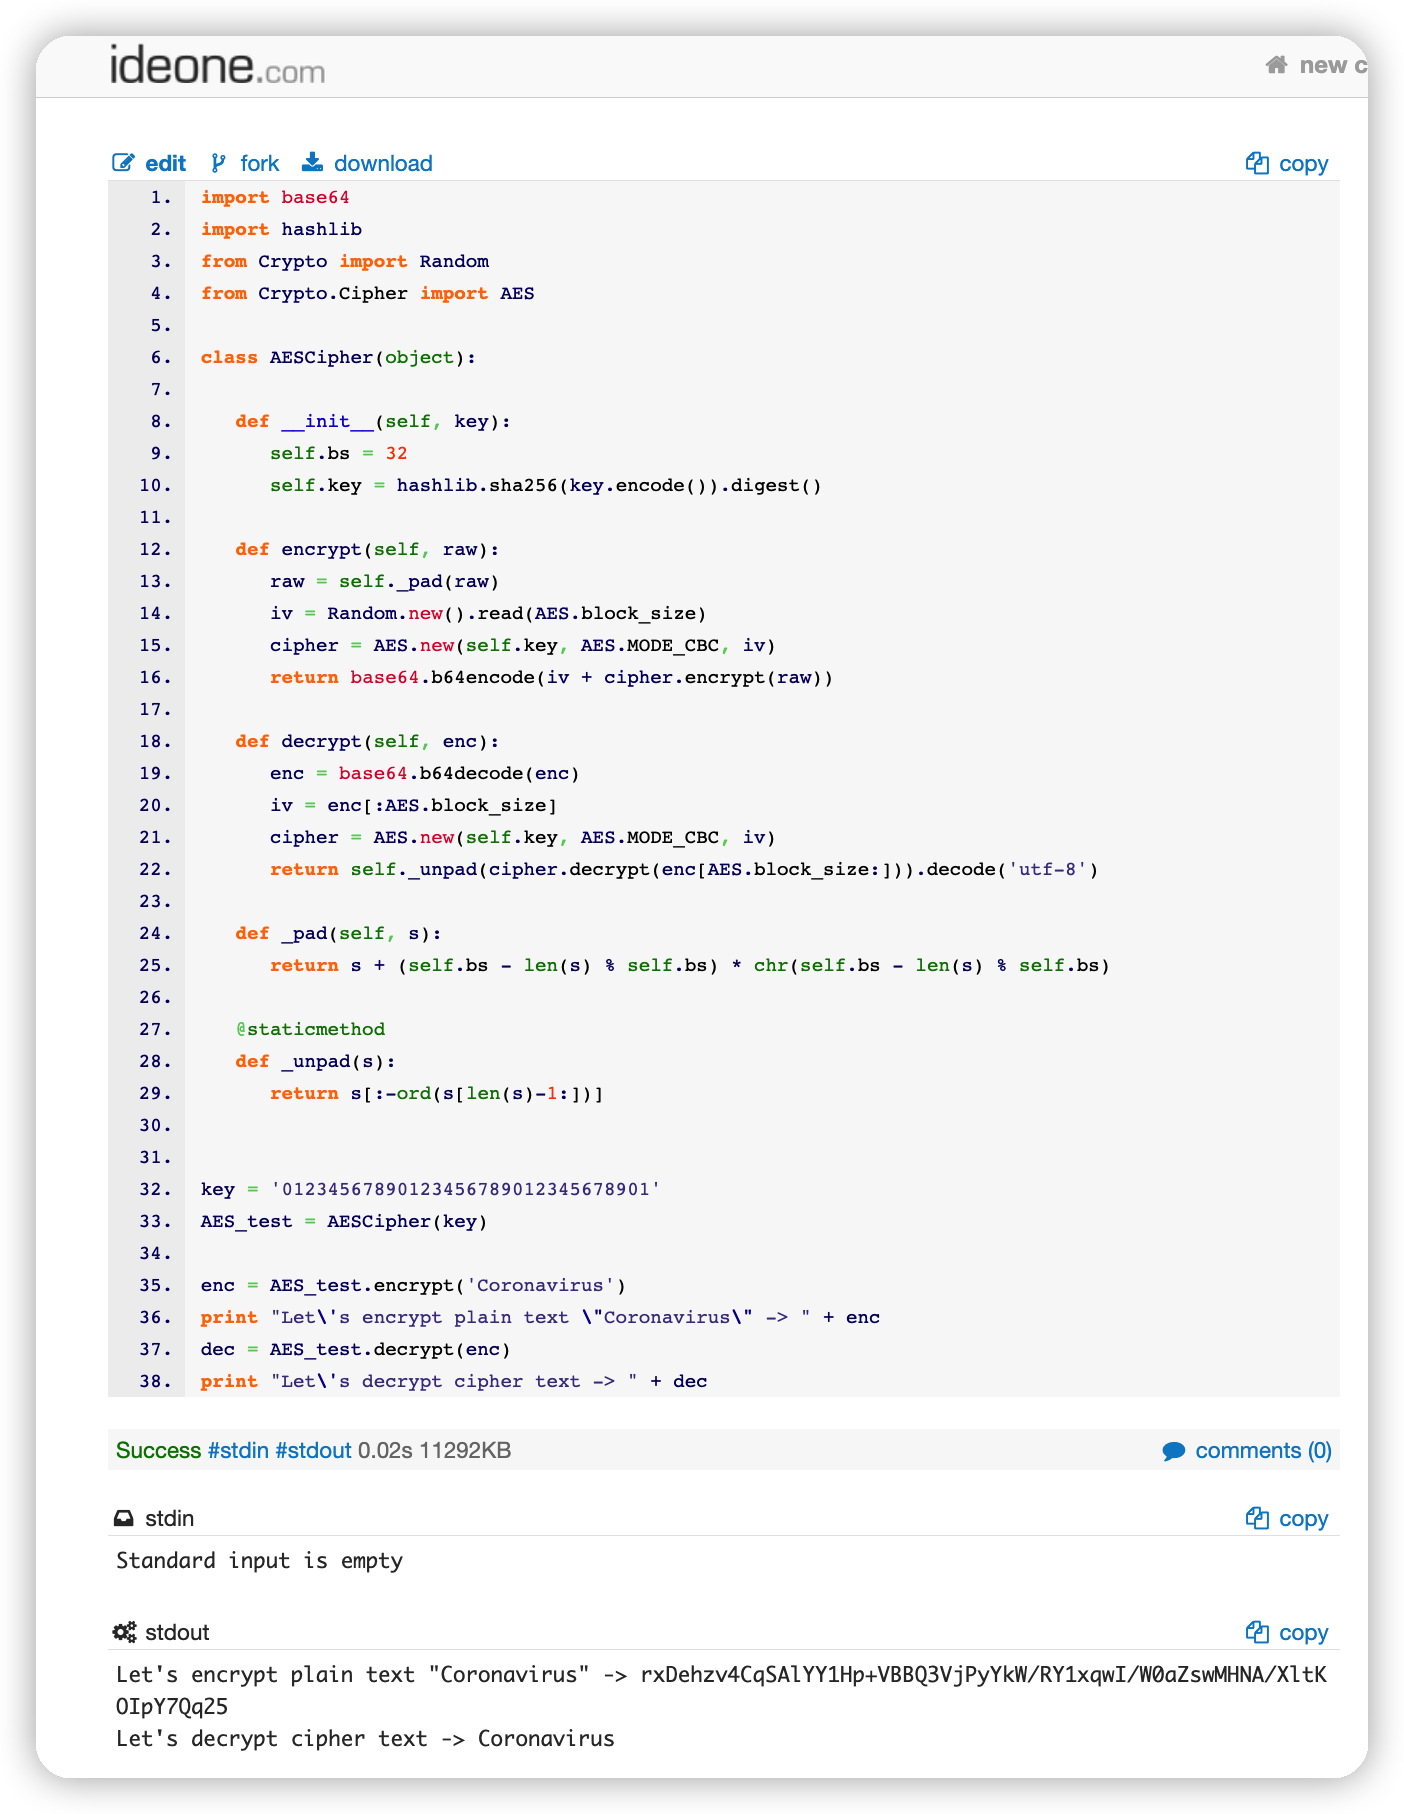 ideone.com
new c
edit fork download copy
1. import base64
2. import hashlib
3. from Crypto import Random
4. from Crypto.Cipher import AES
5.
6. class AESCipher(object):
7.
8.    def __init__(self, key):
9.       self.bs = 32
10.       self.key = hashlib.sha256(key.encode()).digest()
11.
12.    def encrypt(self, raw):
13.       raw = self._pad(raw)
14.       iv = Random.new().read(AES.block_size)
15.       cipher = AES.new(self.key, AES.MODE_CBC, iv)
16.       return base64.b64encode(iv + cipher.encrypt(raw))
17.
18.    def decrypt(self, enc):
19.       enc = base64.b64decode(enc)
20.       iv = enc[:AES.block_size]
21.       cipher = AES.new(self.key, AES.MODE_CBC, iv)
22.       return self._unpad(cipher.decrypt(enc[AES.block_size:])).decode('utf-8')
23.
24.    def _pad(self, s):
25.       return s + (self.bs - len(s) % self.bs) * chr(self.bs - len(s) % self.bs)
26.
27.    @staticmethod
28.    def _unpad(s):
29.       return s[:-ord(s[len(s)-1:])]
30.
31.
32. key = '01234567890123456789012345678901'
33. AES_test = AESCipher(key)
34.
35. enc = AES_test.encrypt('Coronavirus')
36. print "Let\'s encrypt plain text \"Coronavirus\" -> " + enc
37. dec = AES_test.decrypt(enc)
38. print "Let\'s decrypt cipher text -> " + dec
Success #stdin #stdout 0.02s 11292KB comments (0)
stdin copy
Standard input is empty
stdout copy
Let's encrypt plain text "Coronavirus" -> rxDehzv4CqSAlYY1Hp+VBBQ3VjPyYkW/RY1xqwI/W0aZswMHNA/XltK
OIpY7Qq25
Let's decrypt cipher text -> Coronavirus